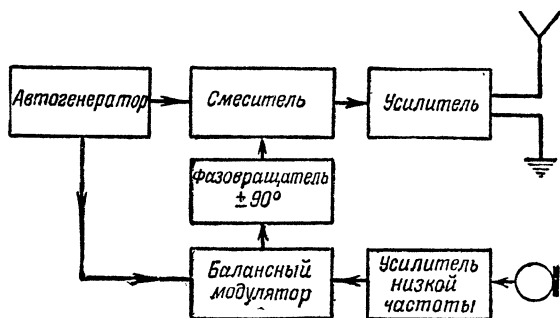 Автогенератор
Смеситель
Усилитель
Фазовращатель
±90°
Балансный
модулятор
Усилитель
низкой
частоты